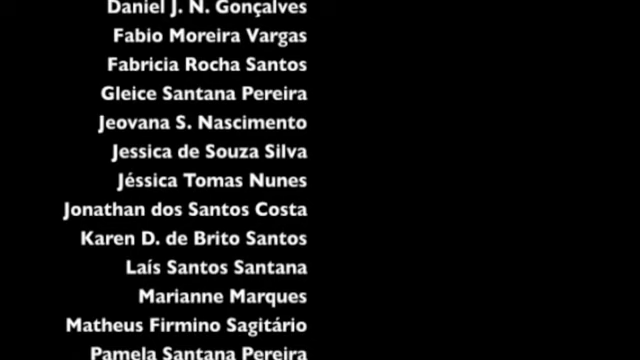 Daniel J. N. Gonçalves
Fabio Moreira Vargas
Fabricia Rocha Santos
Gleice Santana Pereira
Jeovana S. Nascimento
Jessica de Souza Silva
Jéssica Tomas Nunes
Jonathan dos Santos Costa
Karen D. de Brito Santos
Laís Santos Santana
Marianne Marques
Matheus Firmino Sagitário
Pamela Santana Pereira